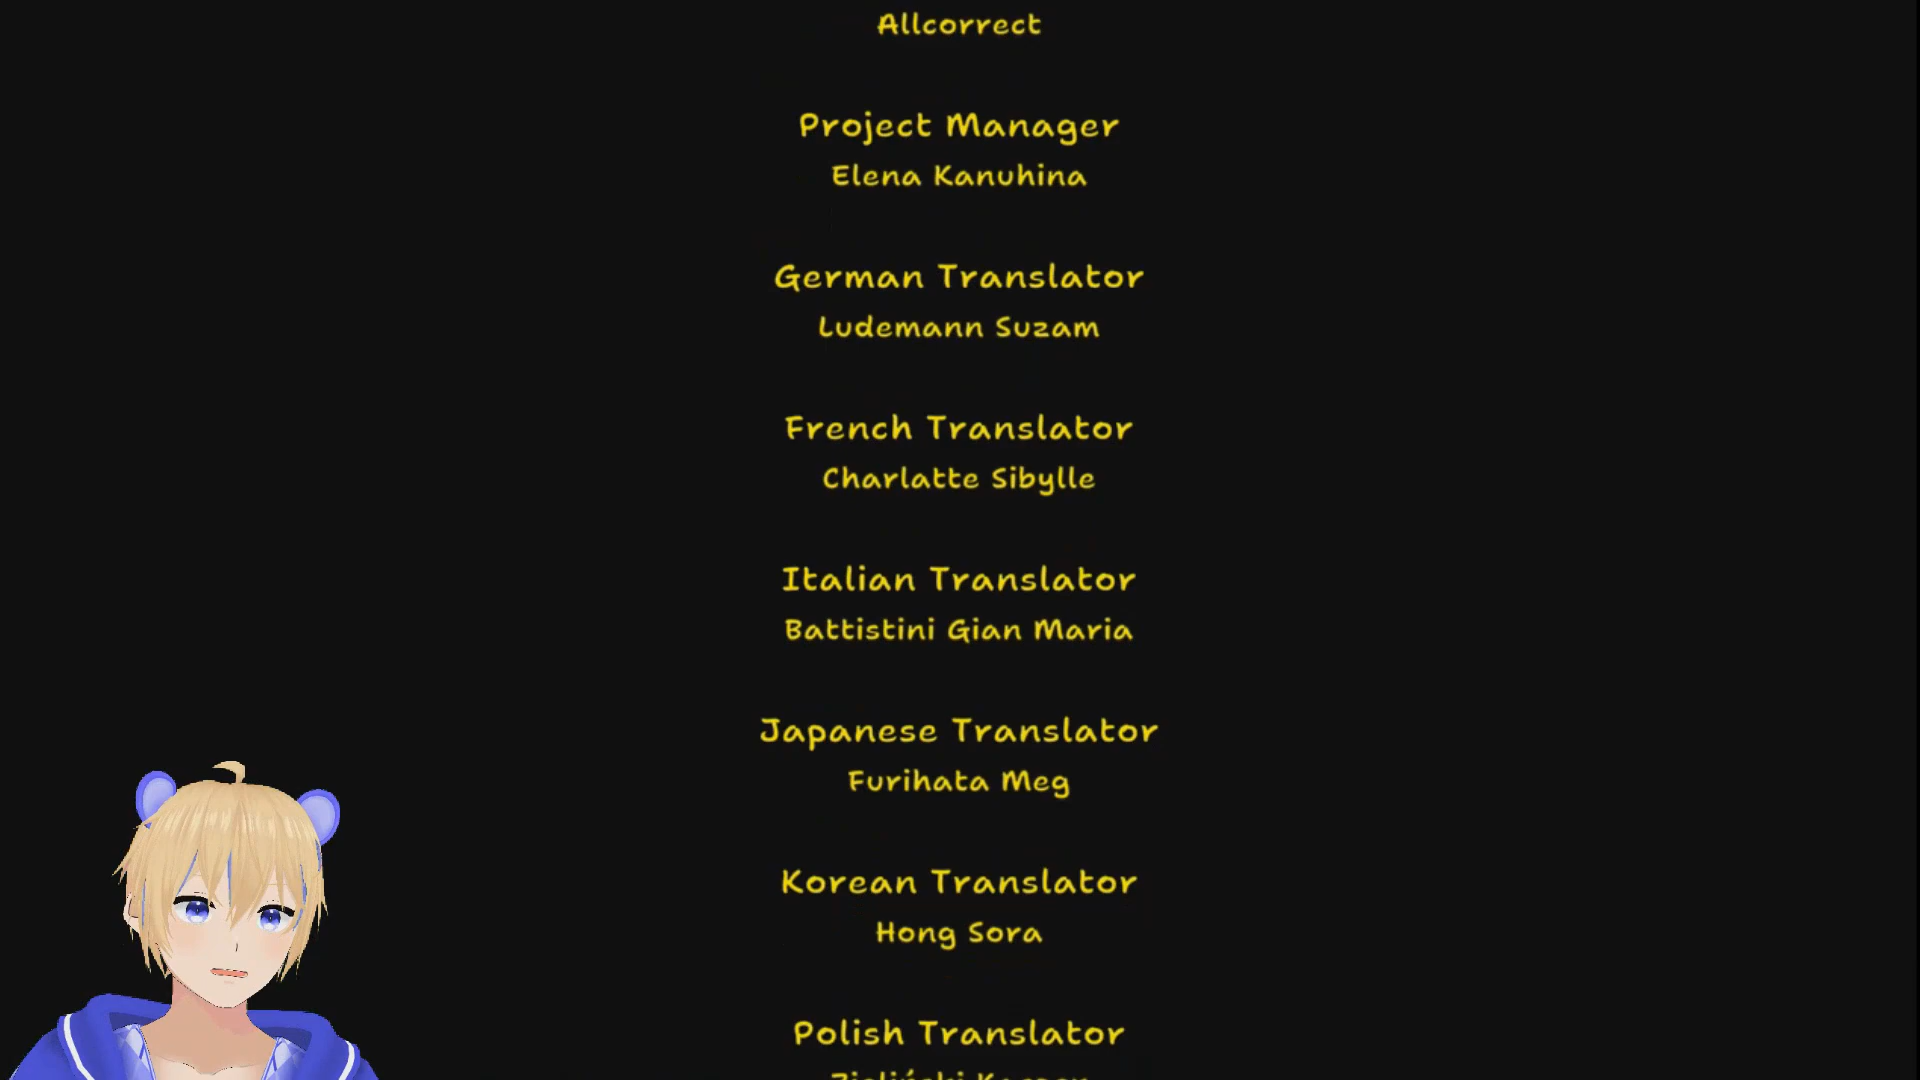 Allcorrect
Project Manager
Elena Kanuhina
German Translator
Ludemann Suzam
French Translator
Charlatte Sibylle
Italian Translator
Battistini Gian Maria
Japanese Translator
Furihata Meg
Korean Translator
Hong Sora
Polish Translator